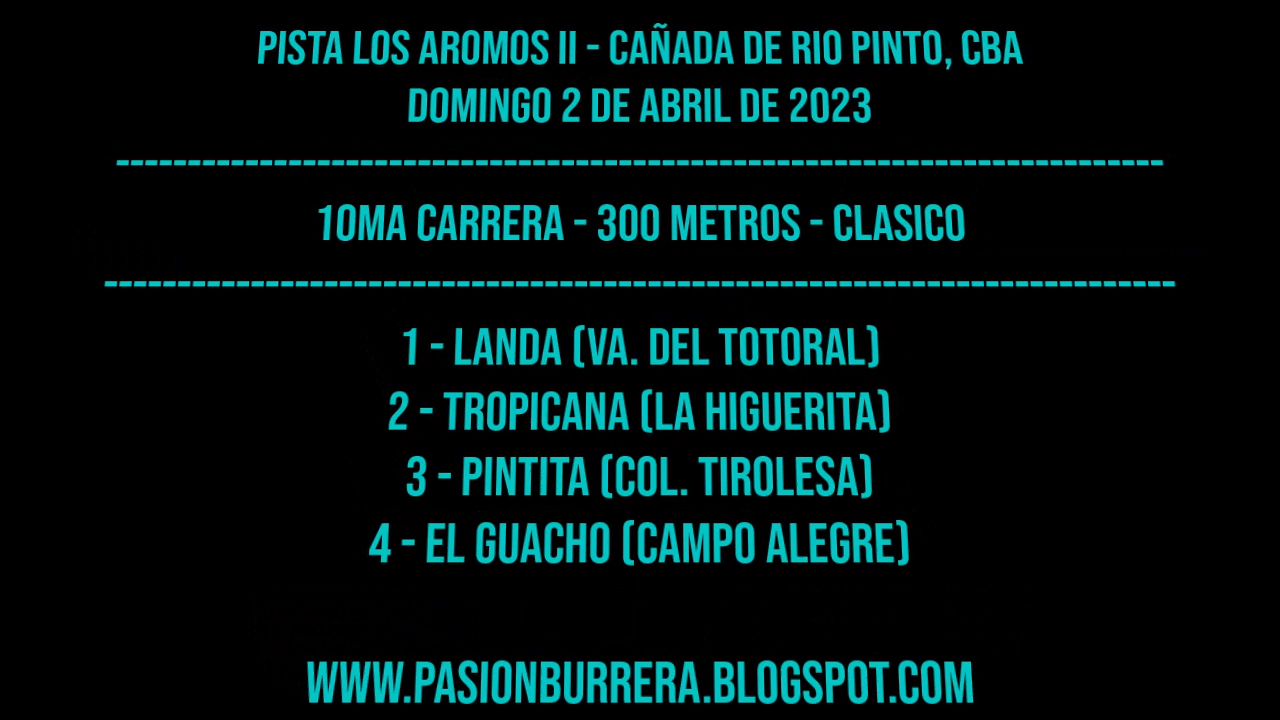 PISTA LOS AROMOS II - CAÑADA DE RIO PINTO, CBA
DOMINGO 2 DE ABRIL DE 2023
--------------------------------------------------------------------------
10MA CARRERA - 300 METROS - CLASICO
--------------------------------------------------------------------------
1 - LANDA (VA. DEL TOTORAL)
2 - TROPICANA (LA HIGUERITA)
3 - PINTITA (COL. TIROLESA)
4 - EL GUACHO (CAMPO ALEGRE)
WWW.PASIONBURRERA.BLOGSPOT.COM